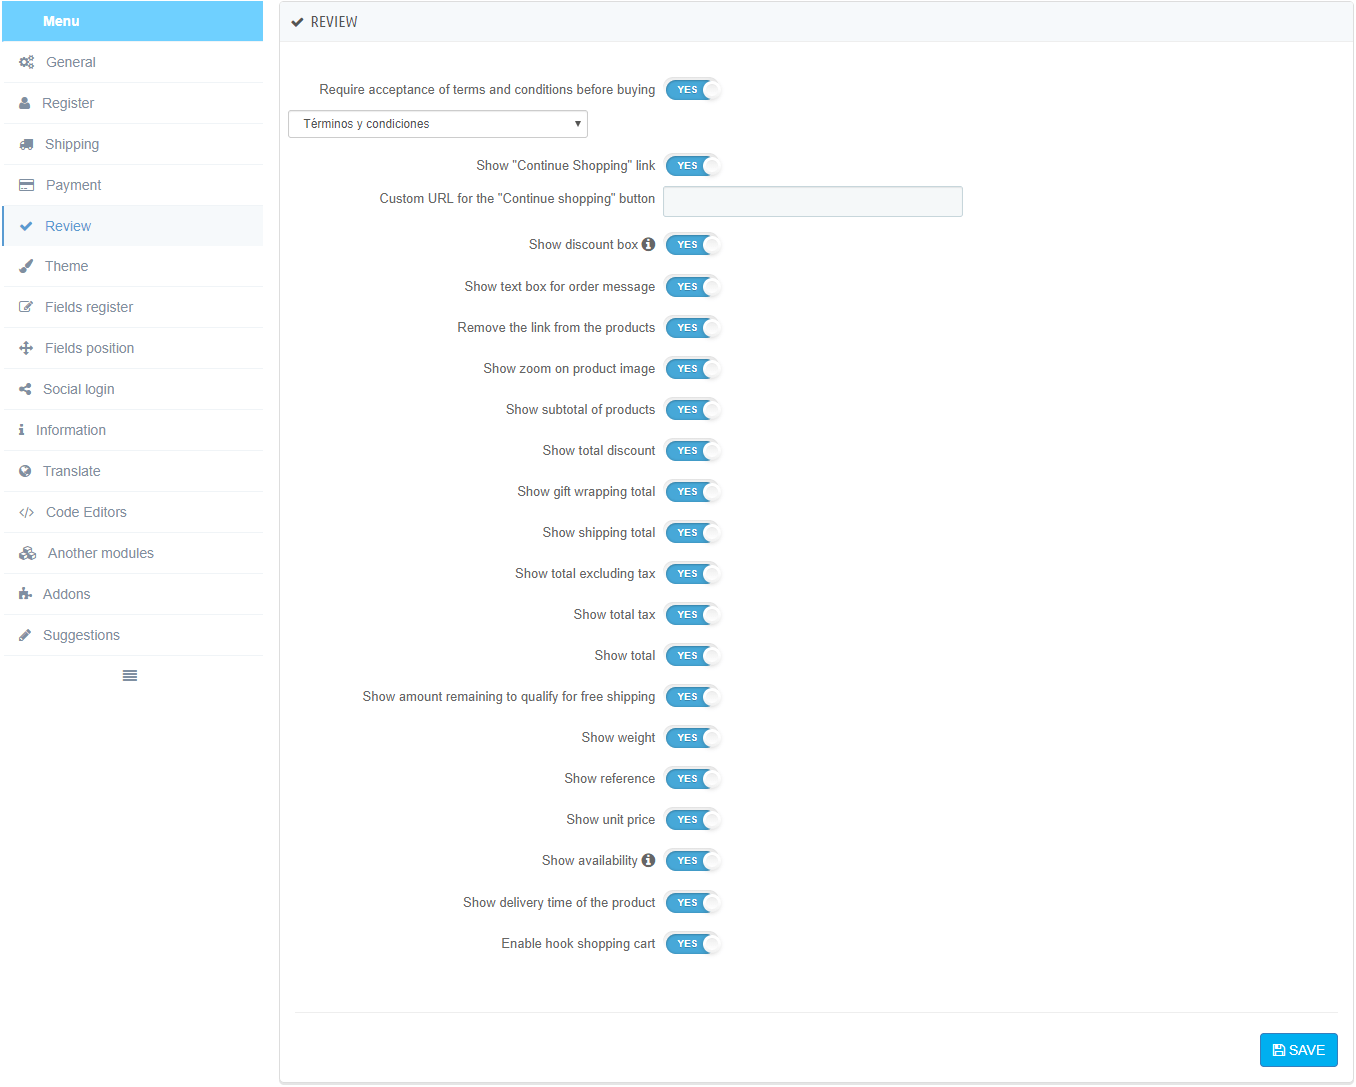 Menu
General
Register
Shipping
Payment
Review
Theme
Fields register
Fields position
Social login
Information
Translate
Code Editors
Another modules
Addons
Suggestions
REVIEW
Require acceptance of terms and conditions before buying YES
Términos y condiciones
Show "Continue Shopping" link YES
Custom URL for the "Continue shopping" button
Show discount box YES
Show text box for order message YES
Remove the link from the products YES
Show zoom on product image YES
Show subtotal of products YES
Show total discount YES
Show gift wrapping total YES
Show shipping total YES
Show total excluding tax YES
Show total tax YES
Show total YES
Show amount remaining to qualify for free shipping YES
Show weight YES
Show reference YES
Show unit price YES
Show availability YES
Show delivery time of the product YES
Enable hook shopping cart YES
SAVE